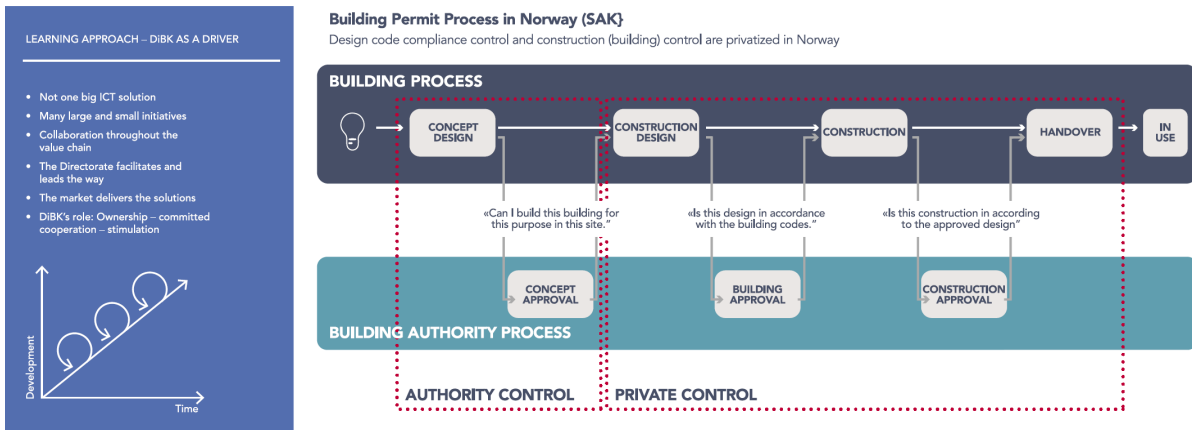 LEARNING APPROACH – DiBK AS A DRIVER
• Not one big ICT solution
• Many large and small initiatives
• Collaboration throughout the
value chain
• The Directorate facilitates and
leads the way
• The market delivers the solutions
• DiBK's role: Ownership – committed
cooperation – stimulation
Development
Time
Building Permit Process in Norway (SAK}
Design code compliance control and construction (building) control are privatized in Norway
BUILDING PROCESS
CONCEPT
DESIGN
CONSTRUCTION
DESIGN
CONSTRUCTION
HANDOVER
IN
USE
«Can I build this building for
this purpose in this site.”
«Is this design in accordance
with the building codes.”
«Is this construction in according
to the approved design”
CONCEPT
APPROVAL
BUILDING
APPROVAL
CONSTRUCTION
APPROVAL
BUILDING AUTHORITY PROCESS
AUTHORITY CONTROL
PRIVATE CONTROL